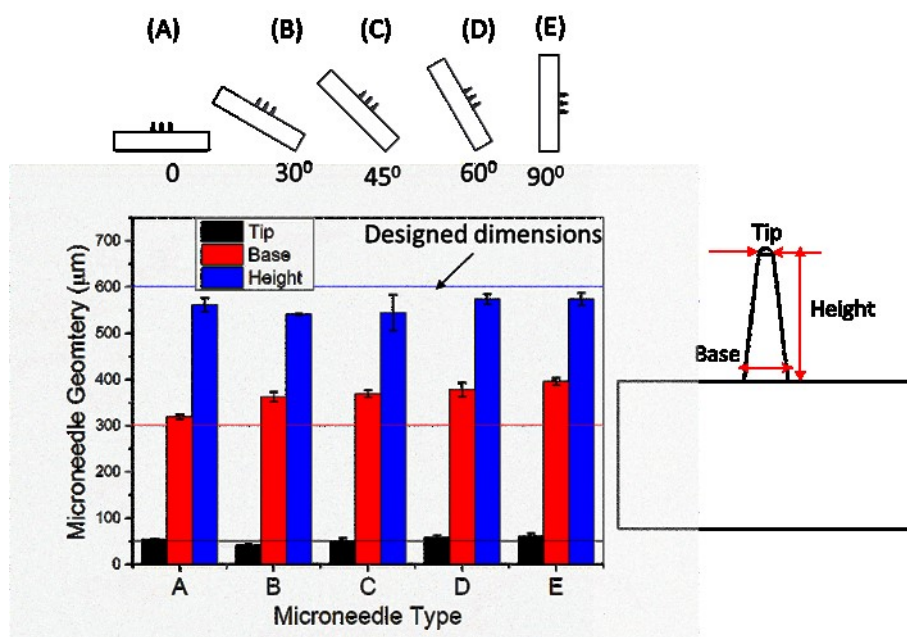 (A) (B) (C) (D) (E)
0 30⁰ 45⁰ 60⁰ 90⁰
Tip
Base
Height
Designed dimensions
Microneedle Geomtery (μm)
700
600
500
400
300
200
100
0
A B C D E
Microneedle Type
Tip
Height
Base